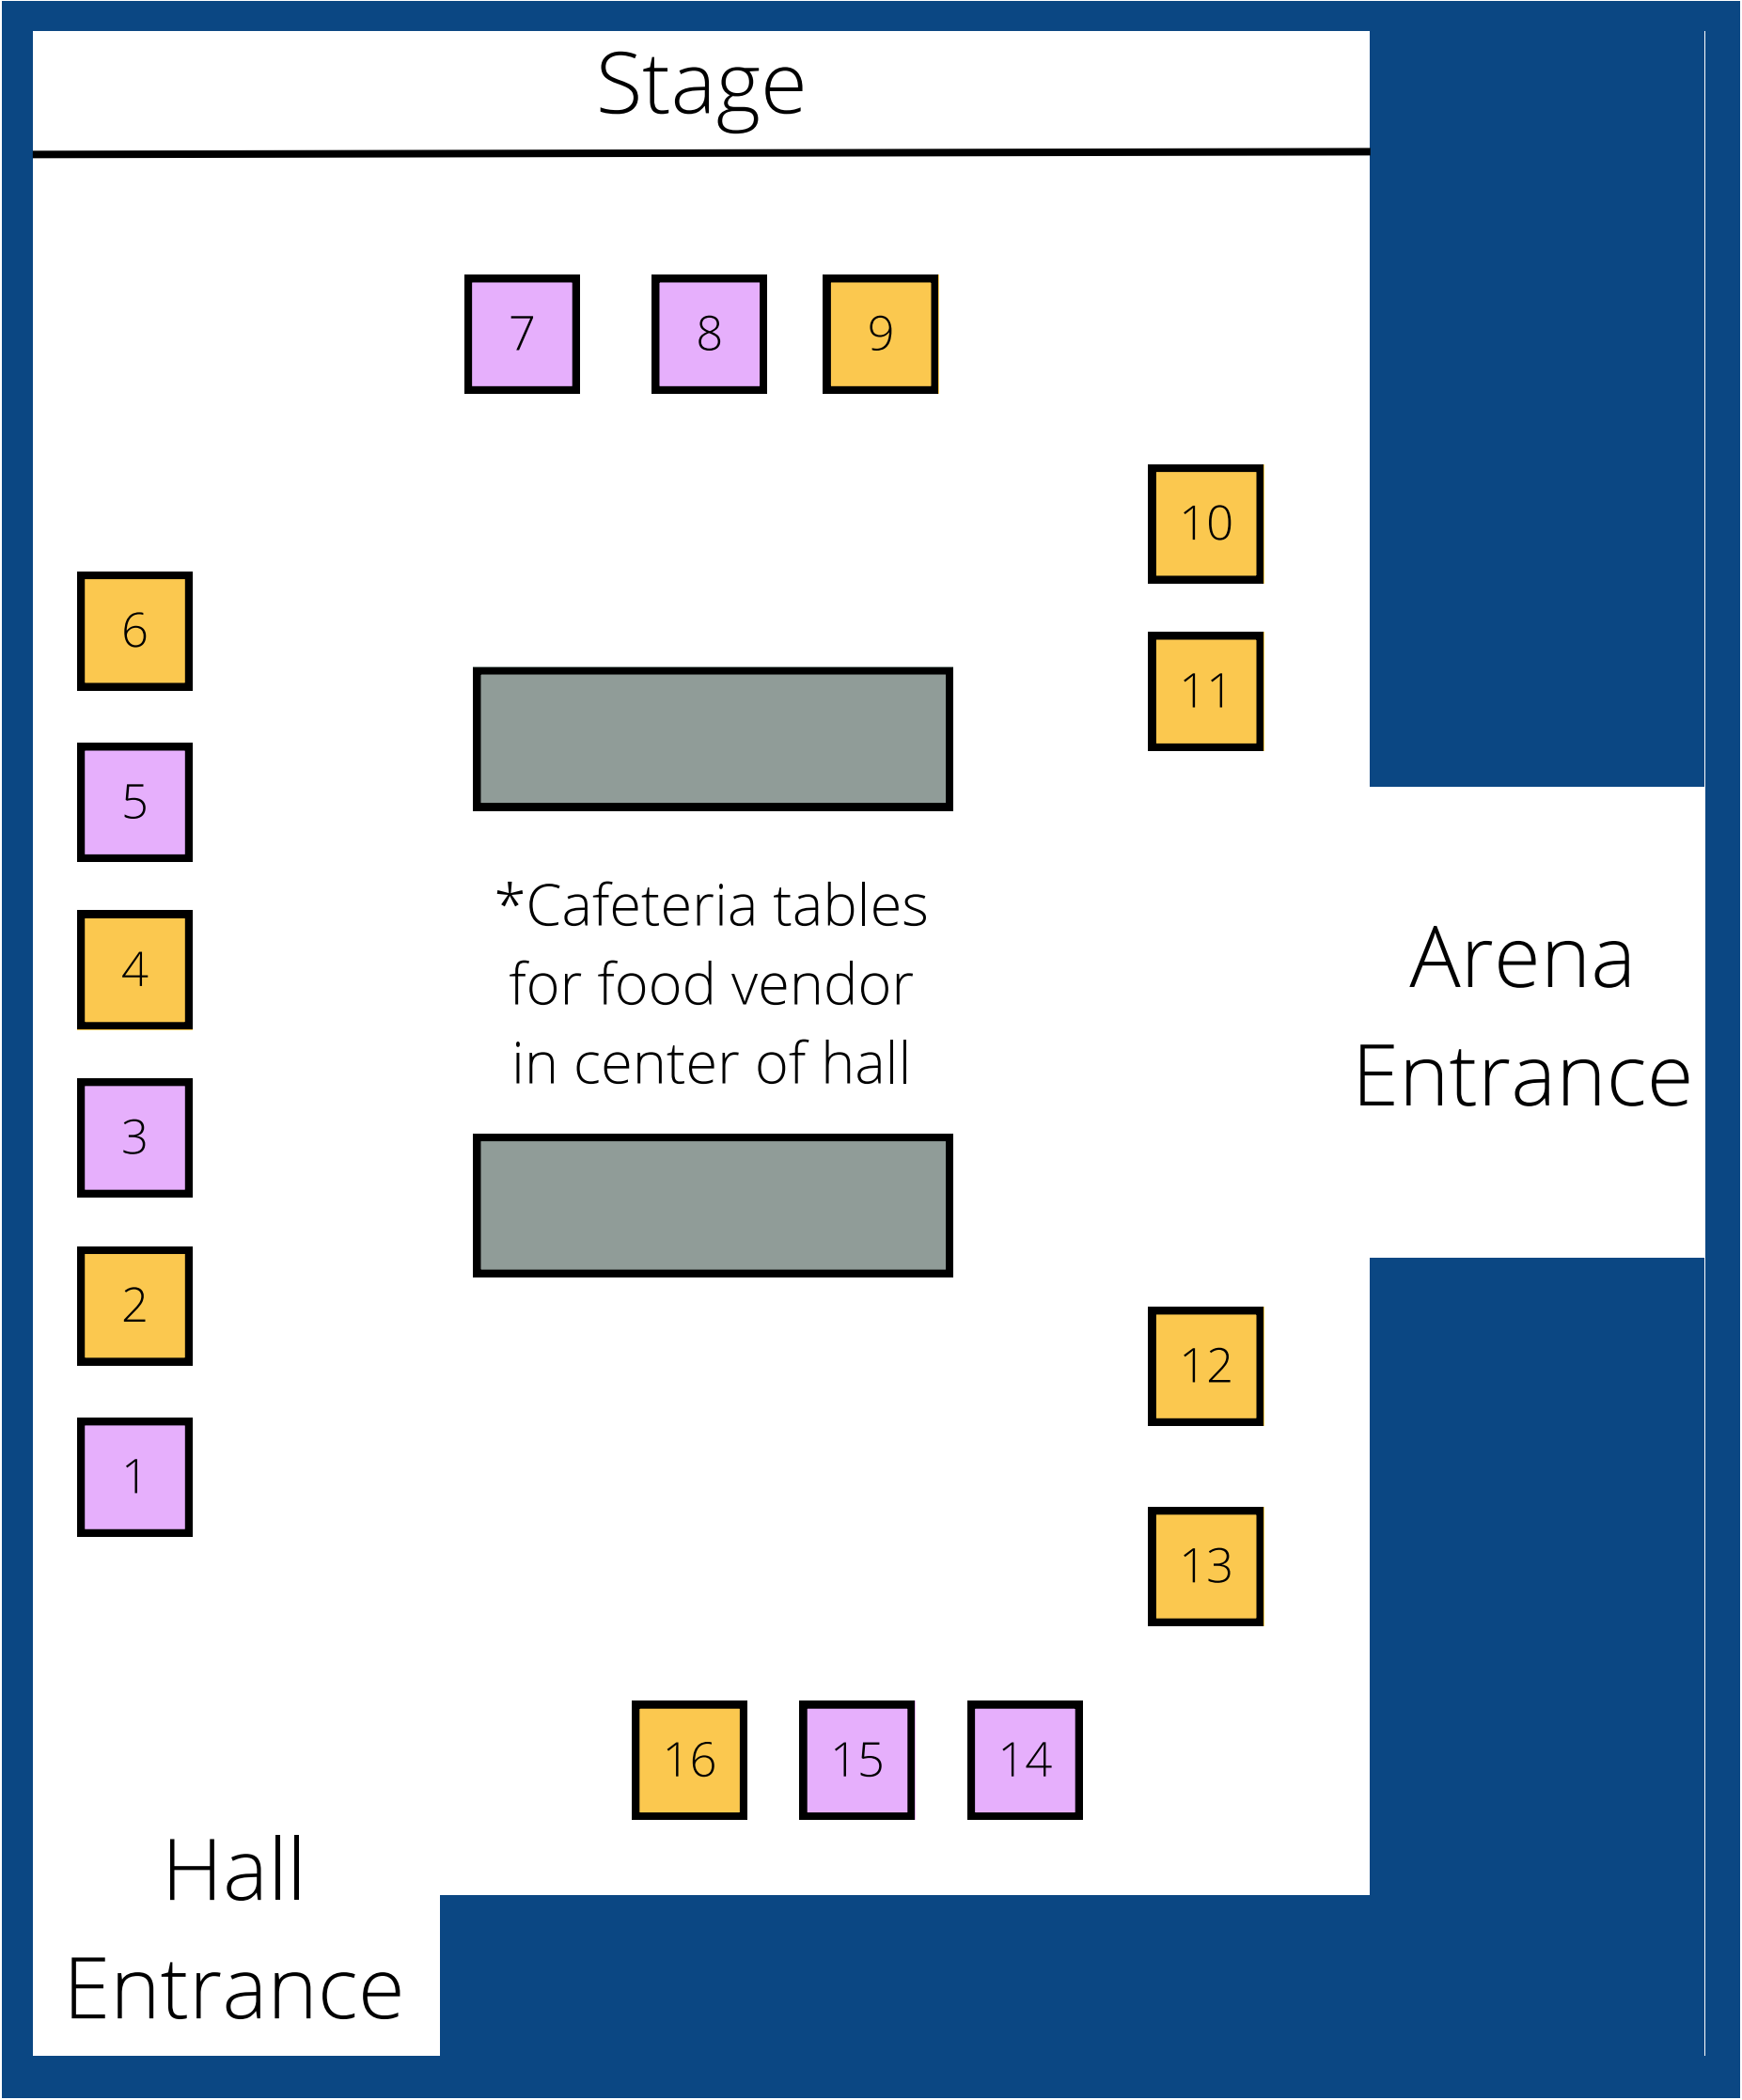 Stage
7 8 9
10
6
11
5
*Cafeteria tables
for food vendor
in center of hall
4
Arena
Entrance
3
2
12
1
13
16 15 14
Hall
Entrance